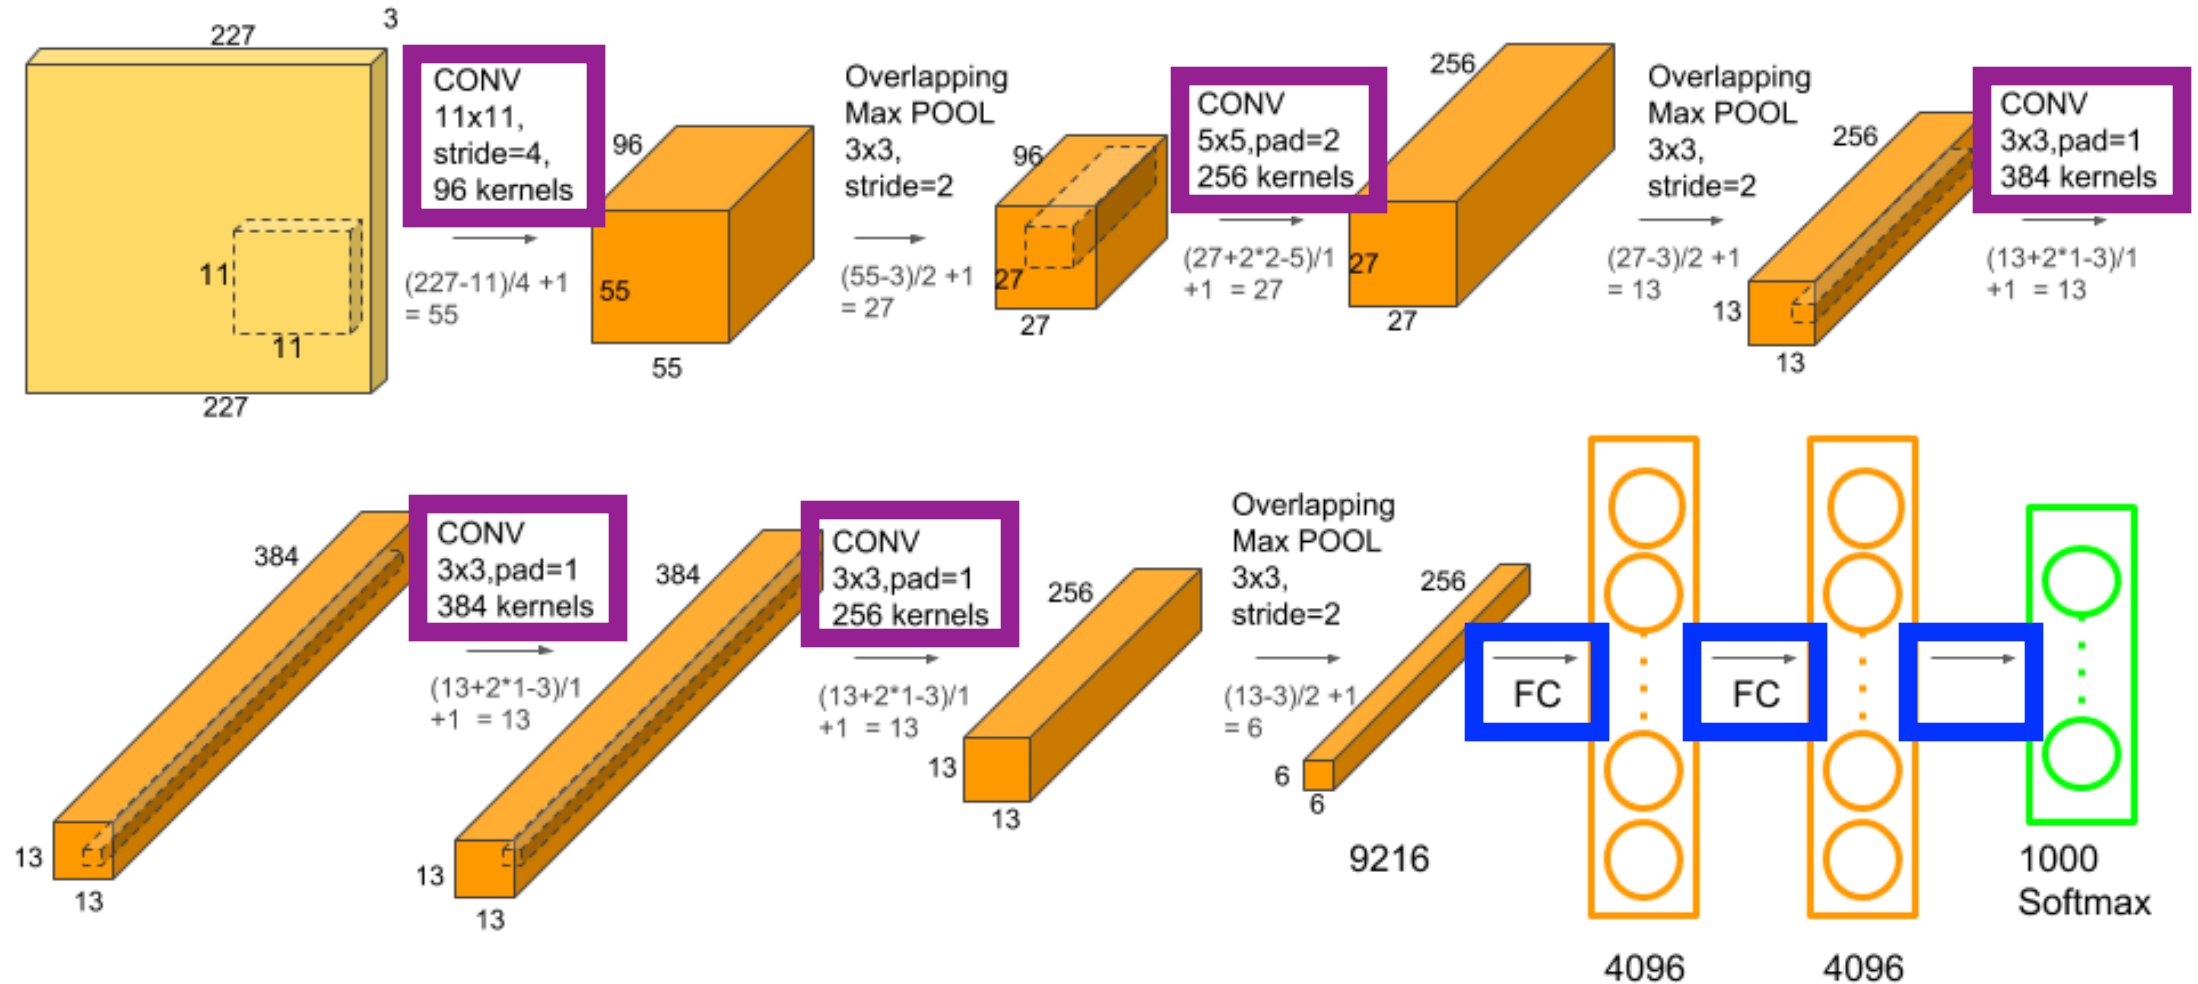 227
3
11
11
227
CONV
11x11,
stride=4,
96 kernels
(227-11)/4 +1
= 55
96
55
55
Overlapping
Max POOL
3x3,
stride=2
(55-3)/2 +1
= 27
96
27
27
CONV
5x5,pad=2
256 kernels
(27+2*2-5)/1
+1 = 27
256
27
27
Overlapping
Max POOL
3x3,
stride=2
(27-3)/2 +1
= 13
256
13
13
CONV
3x3,pad=1
384 kernels
(13+2*1-3)/1
+1 = 13
384
13
13
CONV
3x3,pad=1
384 kernels
(13+2*1-3)/1
+1 = 13
384
13
13
CONV
3x3,pad=1
256 kernels
(13+2*1-3)/1
+1 = 13
256
13
13
Overlapping
Max POOL
3x3,
stride=2
(13-3)/2 +1
= 6
256
6
6
9216
FC
4096
FC
4096
1000
Softmax